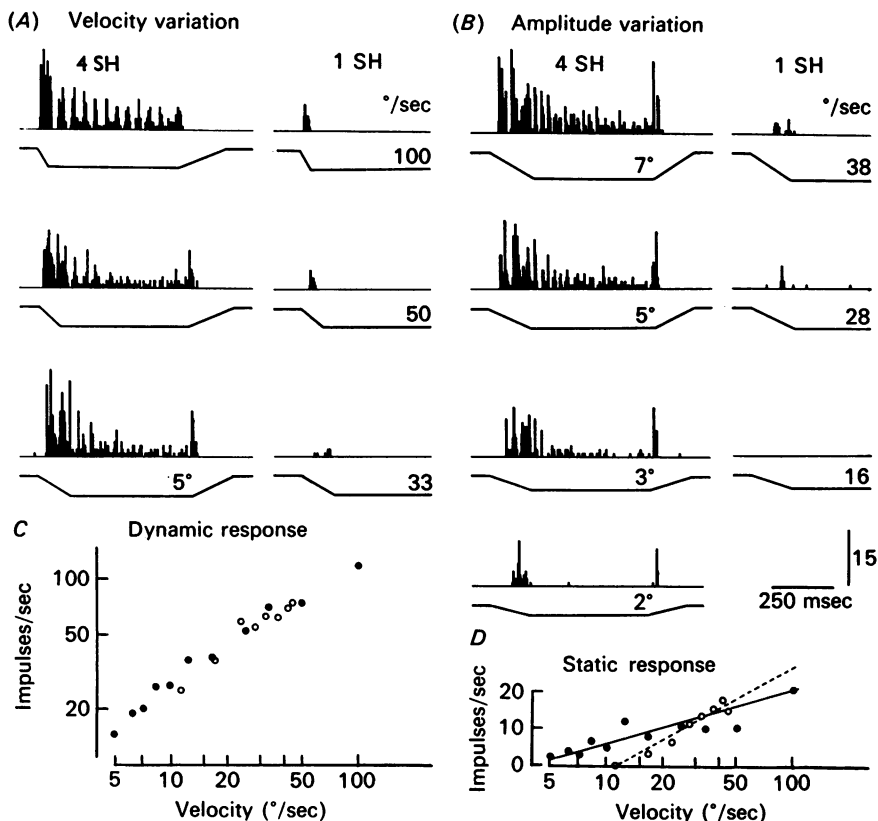 (A) Velocity variation
4 SH
1 SH
°/sec
100
50
5°
33
(B) Amplitude variation
4 SH
1 SH
°/sec
7°
38
5°
28
3°
16
2°
15
250 msec
C Dynamic response
Impulses/sec
100
50
20
5 10 20 50 100
Velocity (°/sec)
D Static response
Impulses/sec
20
10
0
5 10 20 50 100
Velocity (°/sec)